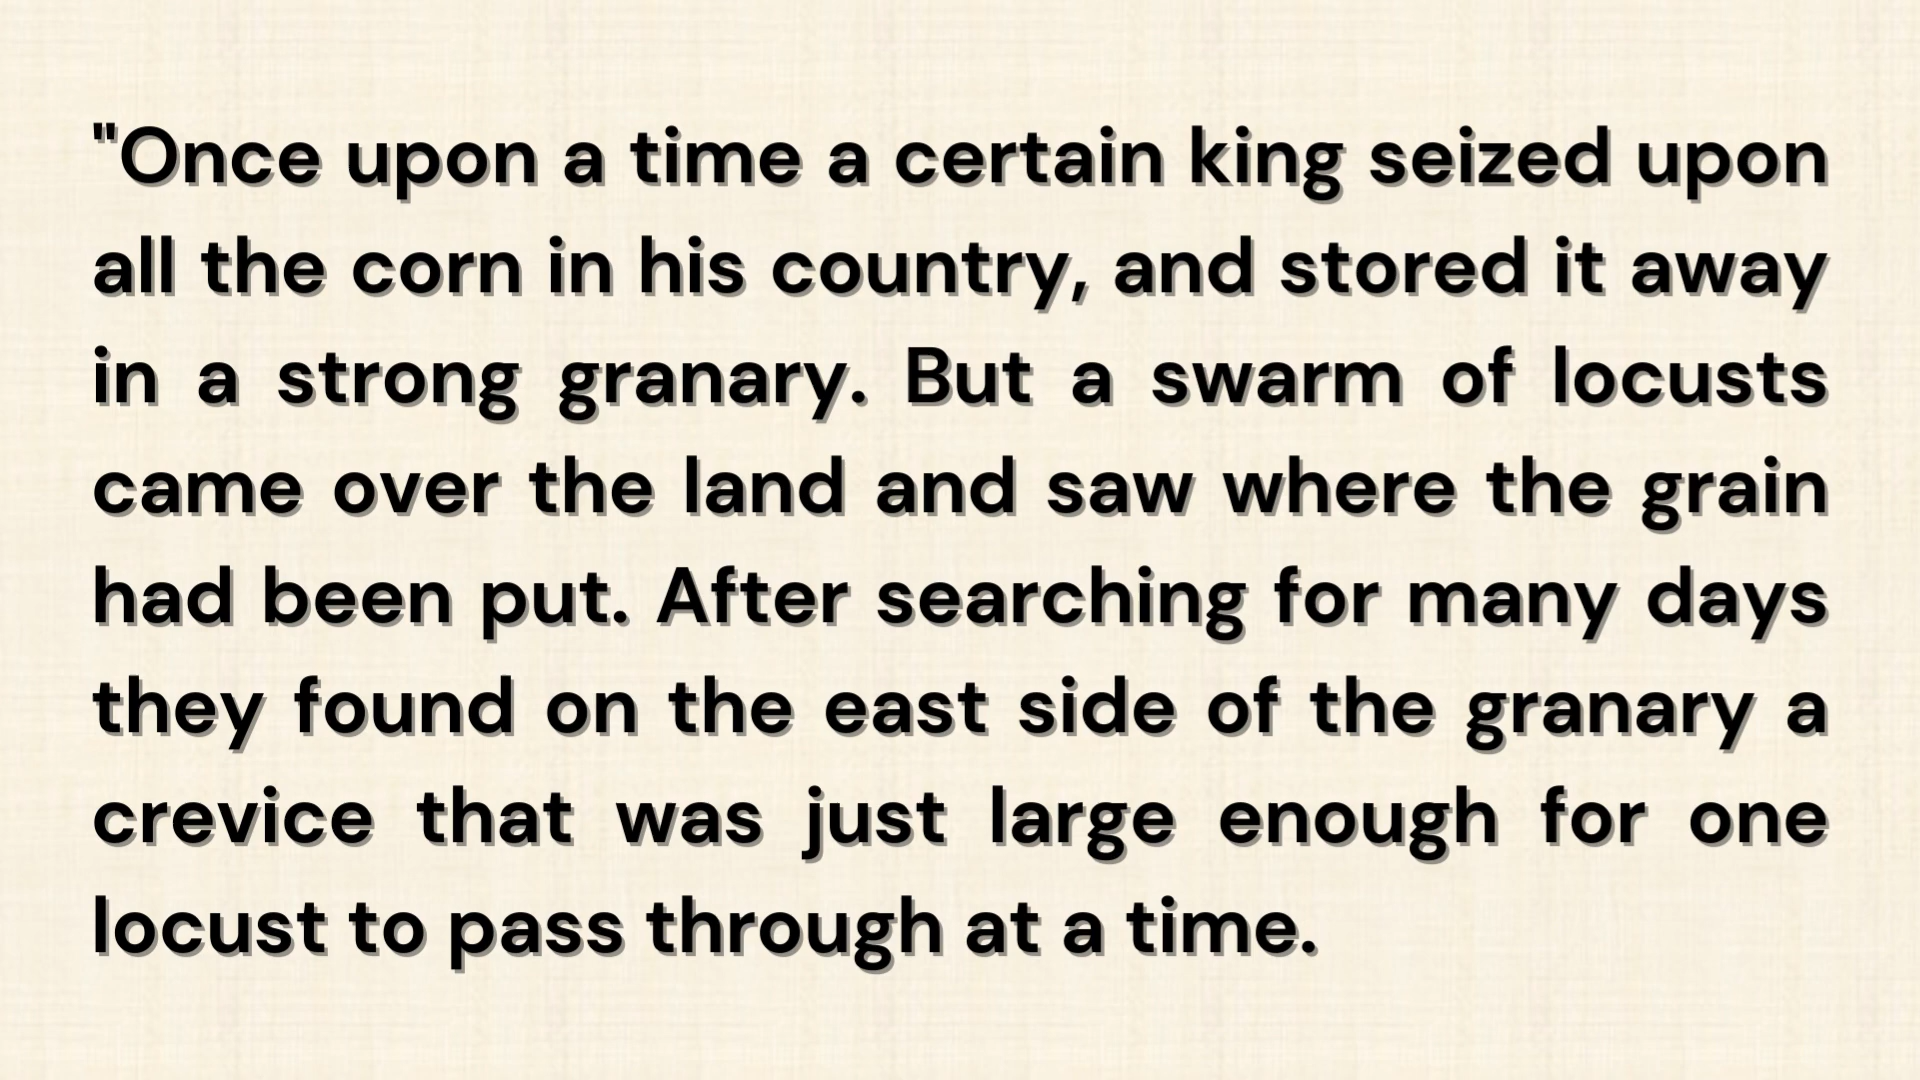 "Once upon a time a certain king seized upon
all the corn in his country, and stored it away
in a strong granary. But a swarm of locusts
came over the land and saw where the grain
had been put. After searching for many days
they found on the east side of the granary a
crevice that was just large enough for one
locust to pass through at a time.